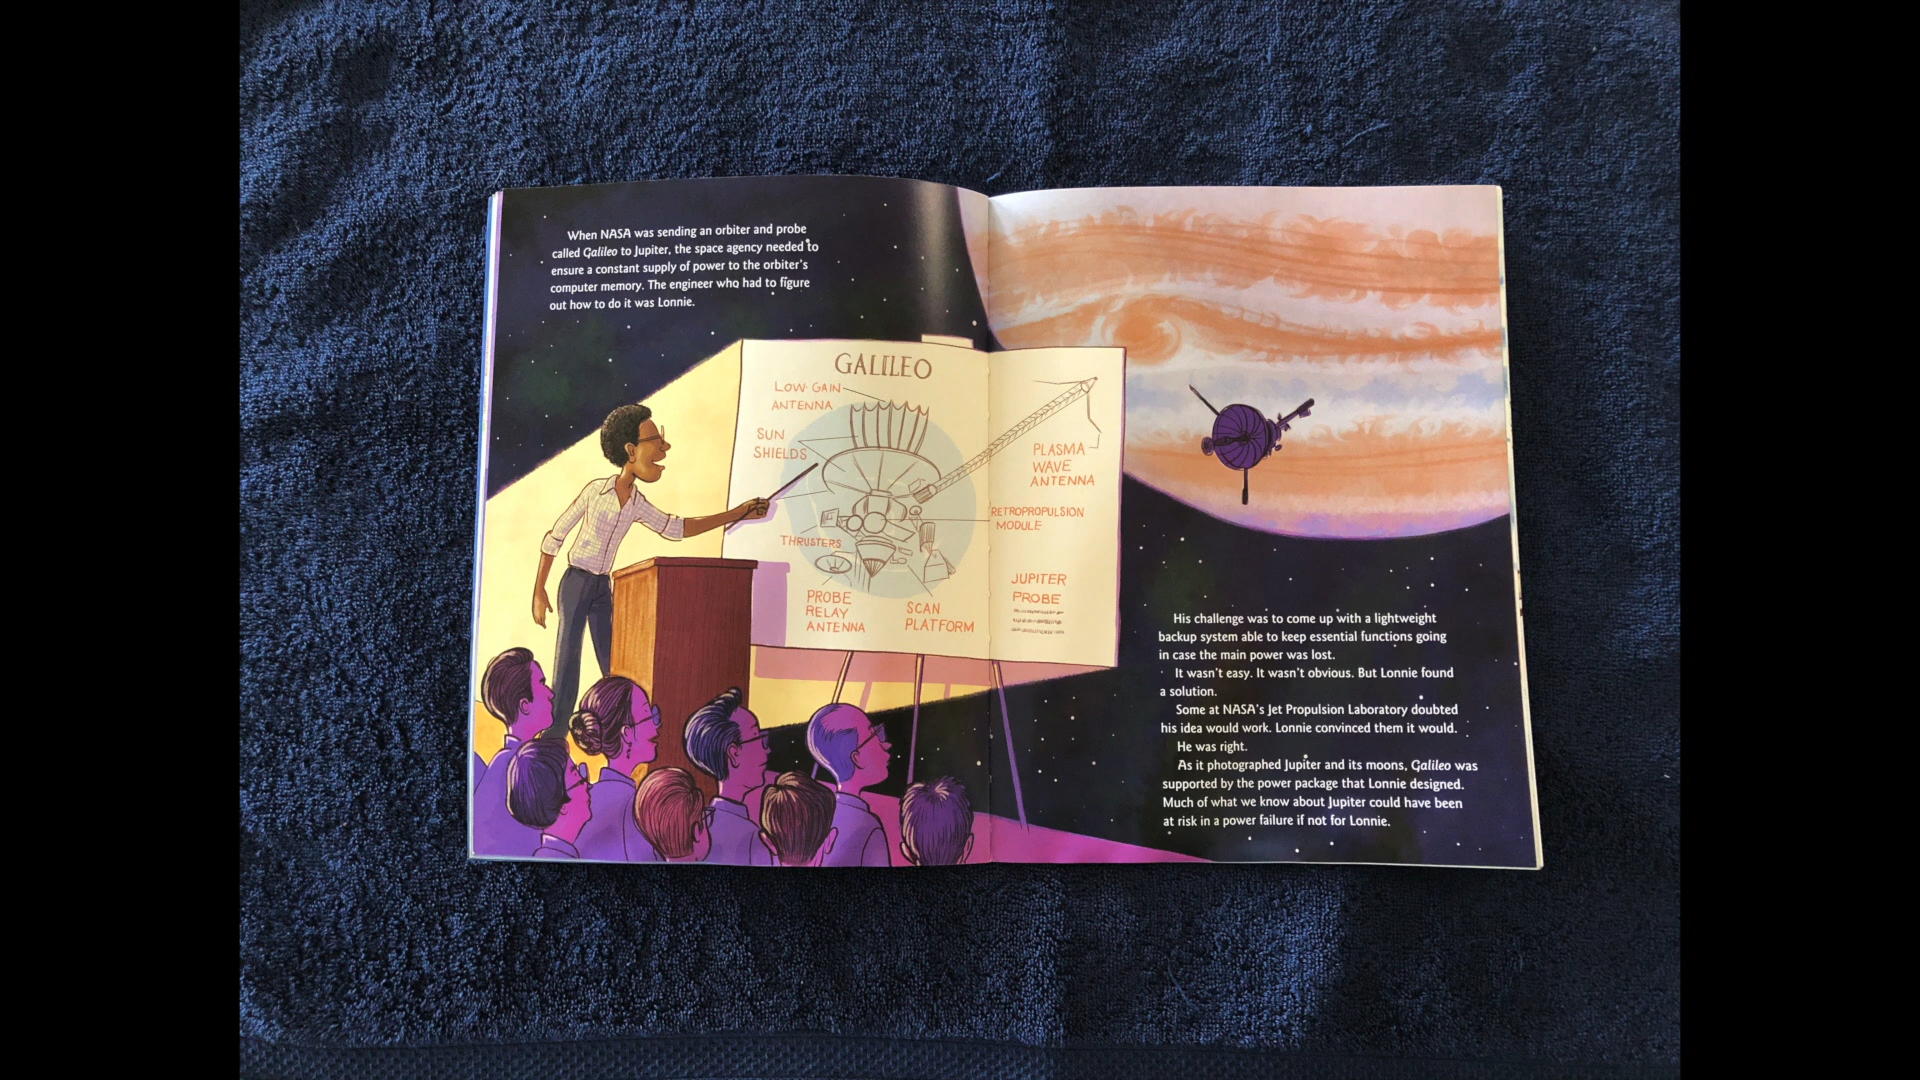 When NASA was sending an orbiter and probe
called Galileo to Jupiter, the space agency needed to
ensure a constant supply of power to the orbiter's
computer memory. The engineer who had to figure
out how to do it was Lonnie.
GALILEO
LOW-GAIN
ANTENNA
SUN
SHIELDS
THRUSTERS
PROBE
RELAY
ANTENNA
SCAN
PLATFORM
PLASMA
WAVE
ANTENNA
RETROPROPULSION
MODULE
JUPITER
PROBE
His challenge was to come up with a lightweight
backup system able to keep essential functions going
in case the main power was lost.
It wasn't easy. It wasn't obvious. But Lonnie found
a solution.
Some at NASA's Jet Propulsion Laboratory doubted
his idea would work. Lonnie convinced them it would.
He was right.
As it photographed Jupiter and its moons, Galileo was
supported by the power package that Lonnie designed.
Much of what we know about Jupiter could have been
at risk in a power failure if not for Lonnie.